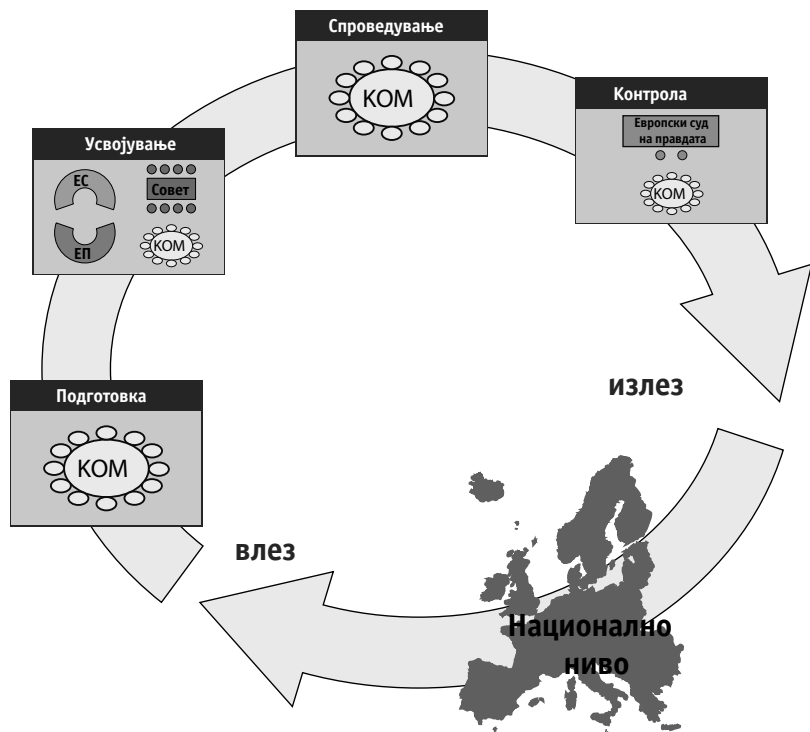 Спроведување
КОМ
Контрола
Европски суд
на правдата
КОМ
Усвојување
ЕС
Совет
ЕП
КОМ
Подготовка
КОМ
излез
влез
Национално
ниво